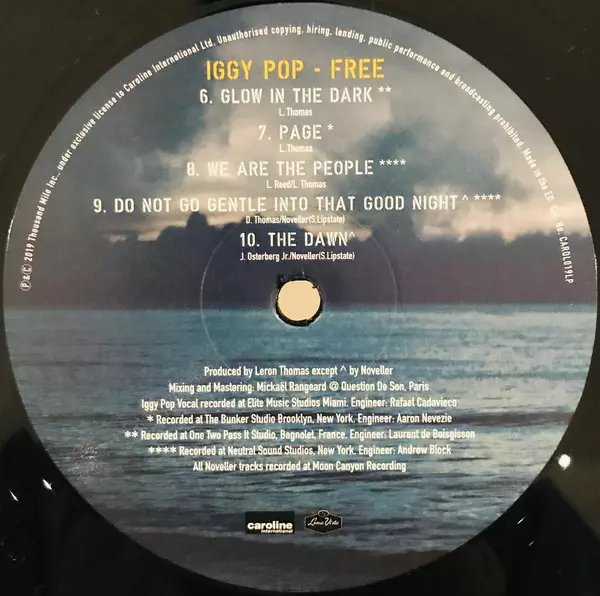 ℗ & © 2019 Thousand Mile Inc. under exclusive license to Caroline International Ltd. Unauthorised copying, hiring, lending, public performance and broadcasting prohibited. Made in the EU. No. CAROL019LP
IGGY POP - FREE
6. GLOW IN THE DARK **
L. Thomas
7. PAGE *
L. Thomas
8. WE ARE THE PEOPLE ****
L. Reed/L. Thomas
9. DO NOT GO GENTLE INTO THAT GOOD NIGHT ^ ****
D. Thomas/Noveller(S.Lipstate)
10. THE DAWN^
J. Osterberg Jr./Noveller(S.Lipstate)
Produced by Leron Thomas except ^ by Noveller
Mixing and Mastering: Mickaël Rangeard @ Question De Son, Paris
Iggy Pop Vocal recorded at Elite Music Studios Miami. Engineer: Rafael Cadavieco
* Recorded at The Bunker Studio Brooklyn, New York. Engineer: Aaron Nevezie
** Recorded at One Two Pass It Studio, Bagnolet, France. Engineer: Laurent de Boisgisson
**** Recorded at Neutral Sound Studios, New York. Engineer: Andrew Block
All Noveller tracks recorded at Moon Canyon Recording
caroline
international
Loma Vista